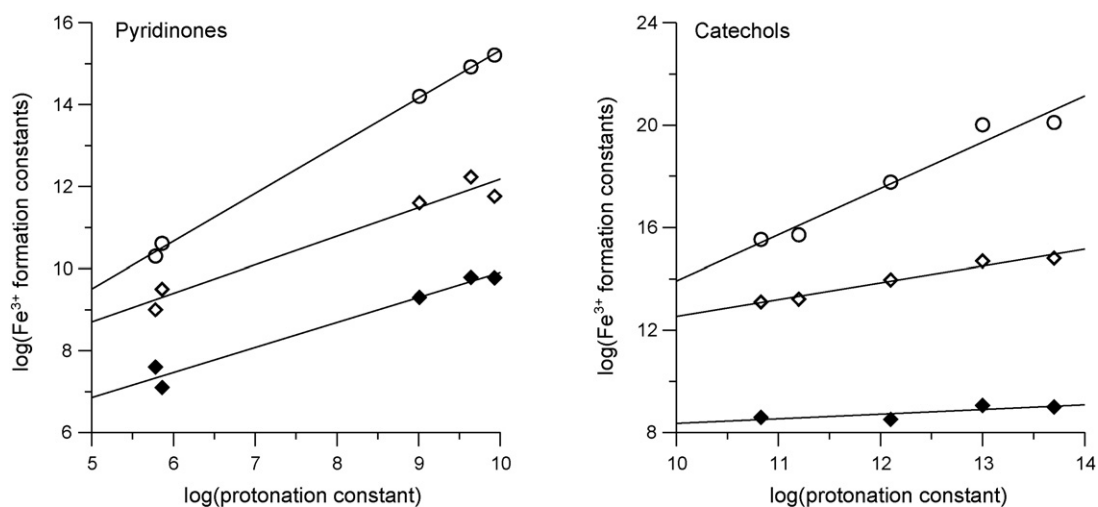 Pyridinones
16
14
12
10
8
6
log(Fe³⁺ formation constants)
5 6 7 8 9 10
log(protonation constant)
Catechols
24
20
16
12
8
log(Fe³⁺ formation constants)
10 11 12 13 14
log(protonation constant)